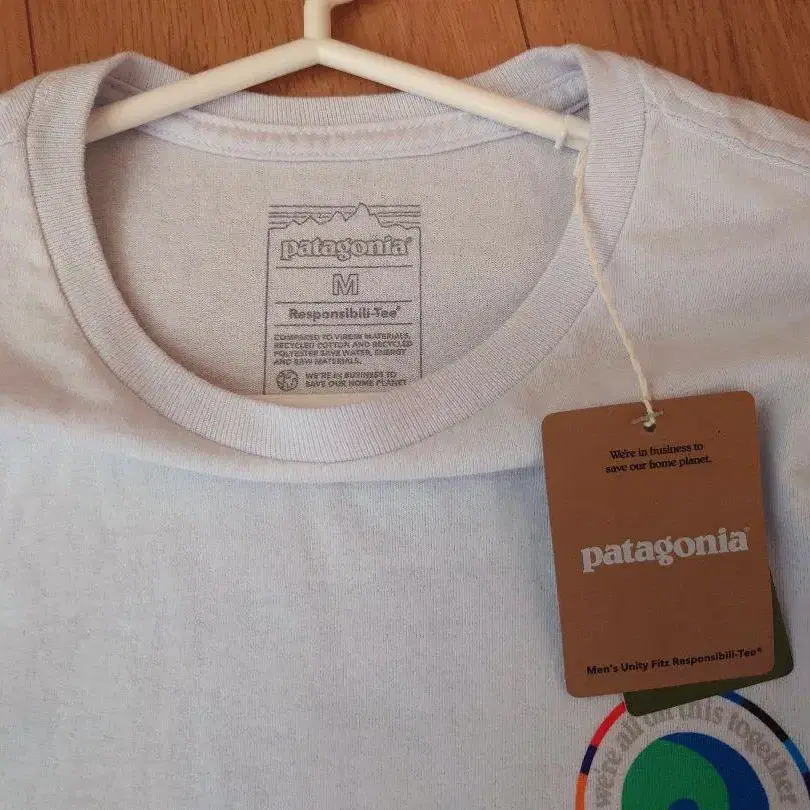 patagonia®
M
Responsibili-Tee®
COMPARED TO VIRGIN MATERIALS,
RECYCLED COTTON AND RECYCLED
POLYESTER SAVE WATER, ENERGY
AND RAW MATERIALS.
WE'RE IN BUSINESS TO
SAVE OUR HOME PLANET
We're in business to
save our home planet.
patagonia®
Men's Unity Fitz Responsibili-Tee®
we're all in this together